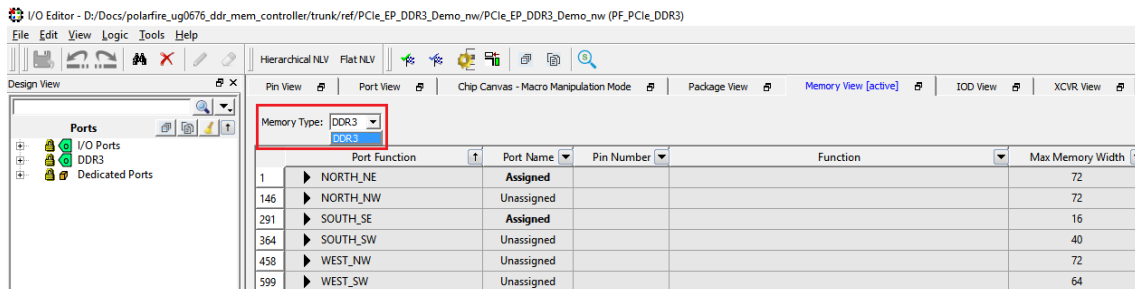 I/O Editor - D:/Docs/polarfire_ug0676_ddr_mem_controller/trunk/ref/PCIe_EP_DDR3_Demo_nw/PCIe_EP_DDR3_Demo_nw (PF_PCIe_DDR3)
File Edit View Logic Tools Help
Hierarchical NLV Flat NLV
Design View
Pin View Port View Chip Canvas - Macro Manipulation Mode Package View Memory View [active] IOD View XCVR View
Ports
I/O Ports
DDR3
Dedicated Ports
Memory Type: DDR3
DDR3
Port Function Port Name Pin Number Function Max Memory Width
1 NORTH_NE Assigned 72
146 NORTH_NW Unassigned 72
291 SOUTH_SE Assigned 16
364 SOUTH_SW Unassigned 40
458 WEST_NW Unassigned 72
599 WEST_SW Unassigned 64